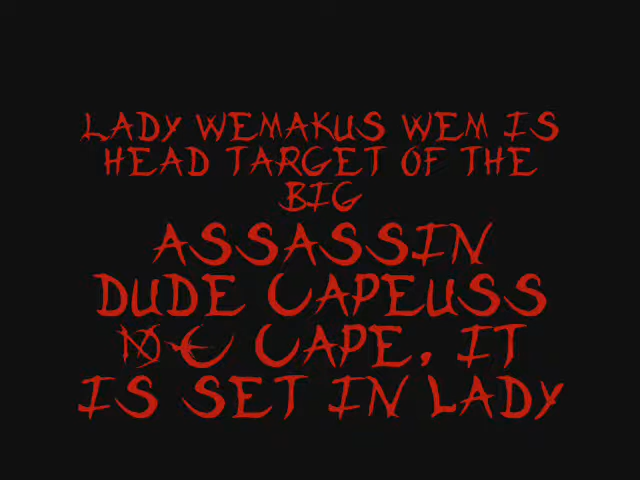 LADY WEMAKUS WEM IS
HEAD TARGET OF THE
BIG
ASSASSIN
DUDE CAPEUSS
CAPE, IT
IS SET IN LADY